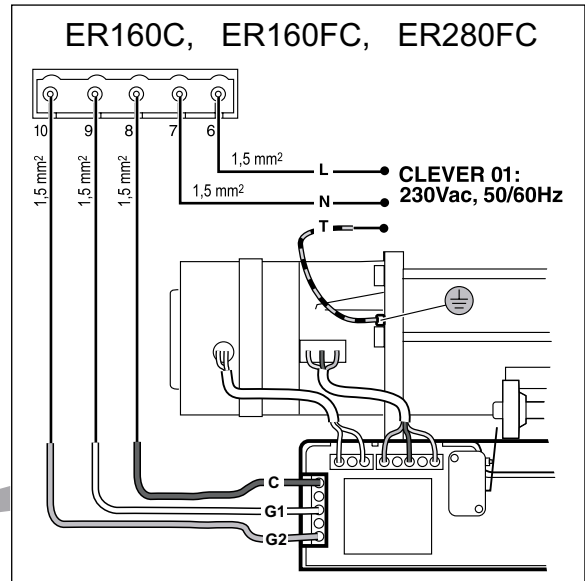 ER160C, ER160FC, ER280FC
10 9 8 7 6
1,5 mm²
1,5 mm²
1,5 mm²
1,5 mm²
1,5 mm²
L
N
T
CLEVER 01:
230Vac, 50/60Hz
C
G1
G2